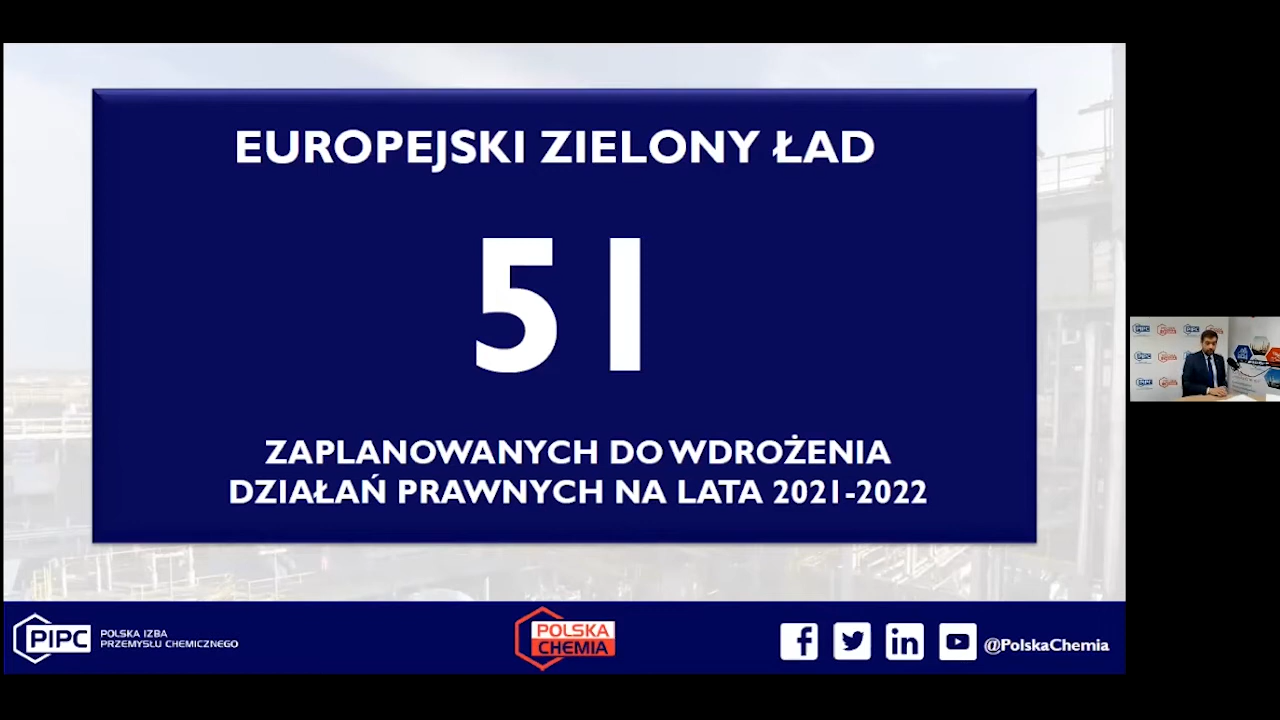 EUROPEJSKI ZIELONY ŁAD
51
ZAPLANOWANYCH DO WDROŻENIA
DZIAŁAŃ PRAWNYCH NA LATA 2021-2022
PIPC
POLSKA IZBA
PRZEMYSŁU CHEMICZNEGO
POLSKA
CHEMIA
@PolskaChemia